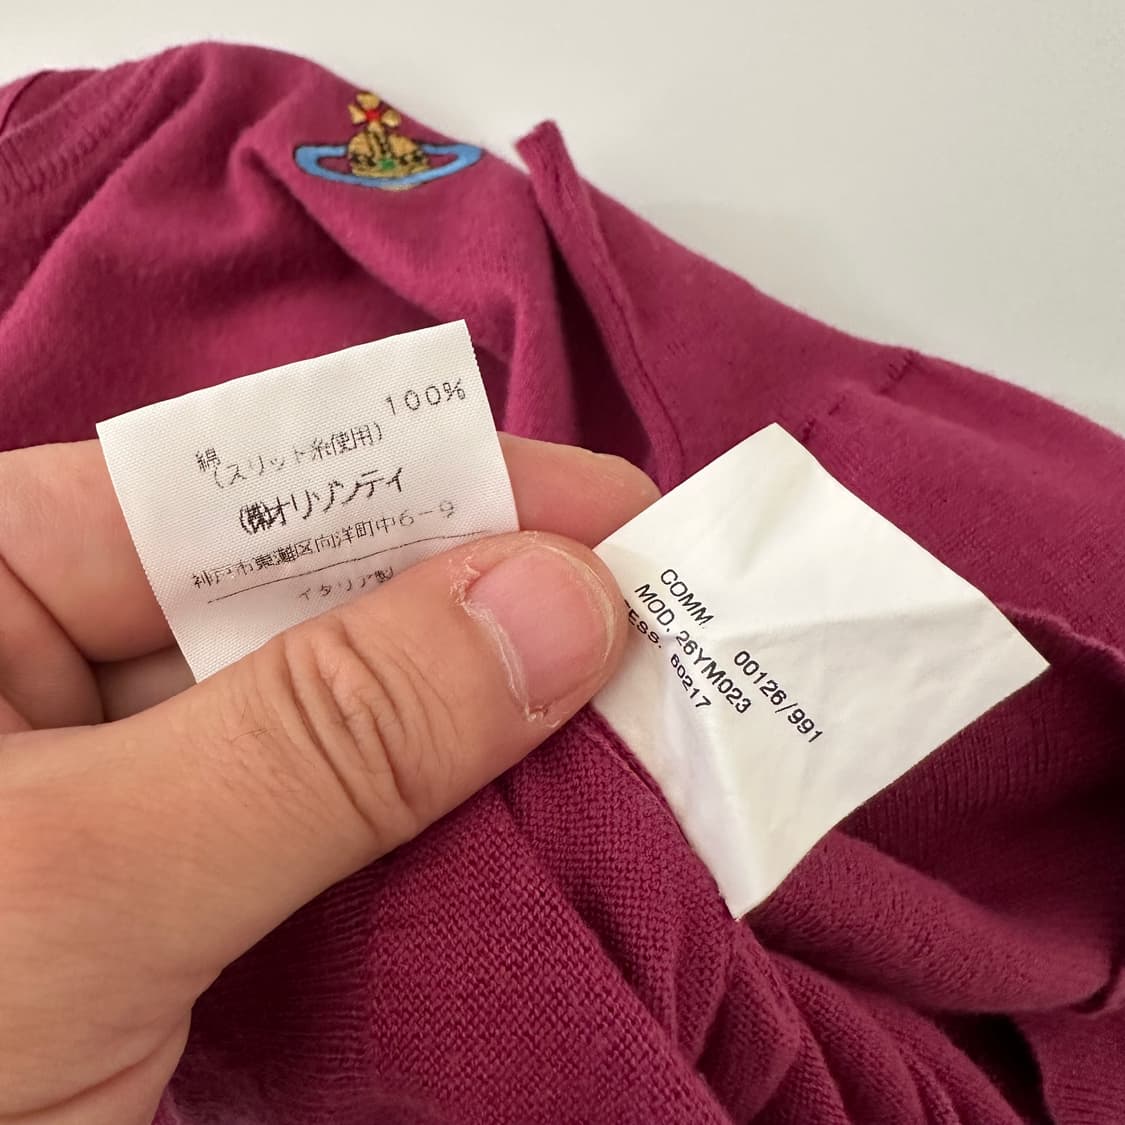 綿 100%
(スリット糸使用)
㈱オリゾンティ
神戸市東灘区向洋町中6-9
イタリア製
COMM. 00126/991
MOD. 26YM023
TESS. 60217